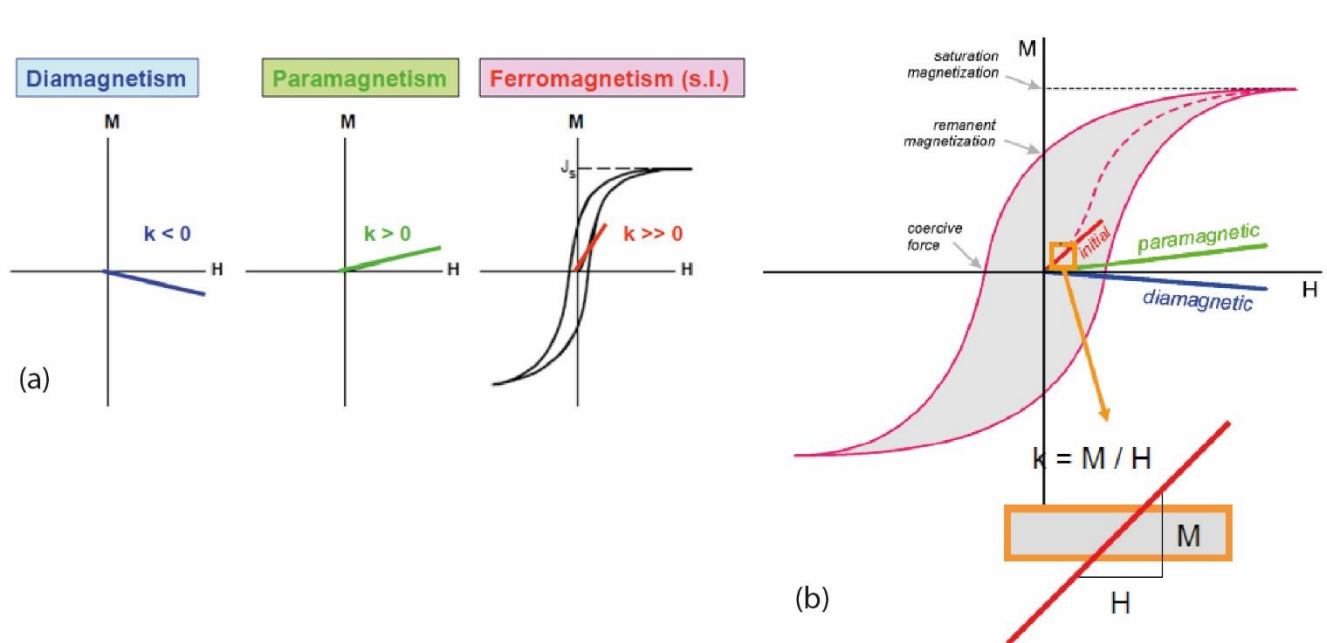 Diamagnetism
M
k < 0
H
Paramagnetism
M
k > 0
H
Ferromagnetism (s.l.)
M
Js
k >> 0
H
(a)
M
saturation
magnetization
remanent
magnetization
coercive
force
initial
paramagnetic
diamagnetic
H
k = M / H
M
H
(b)